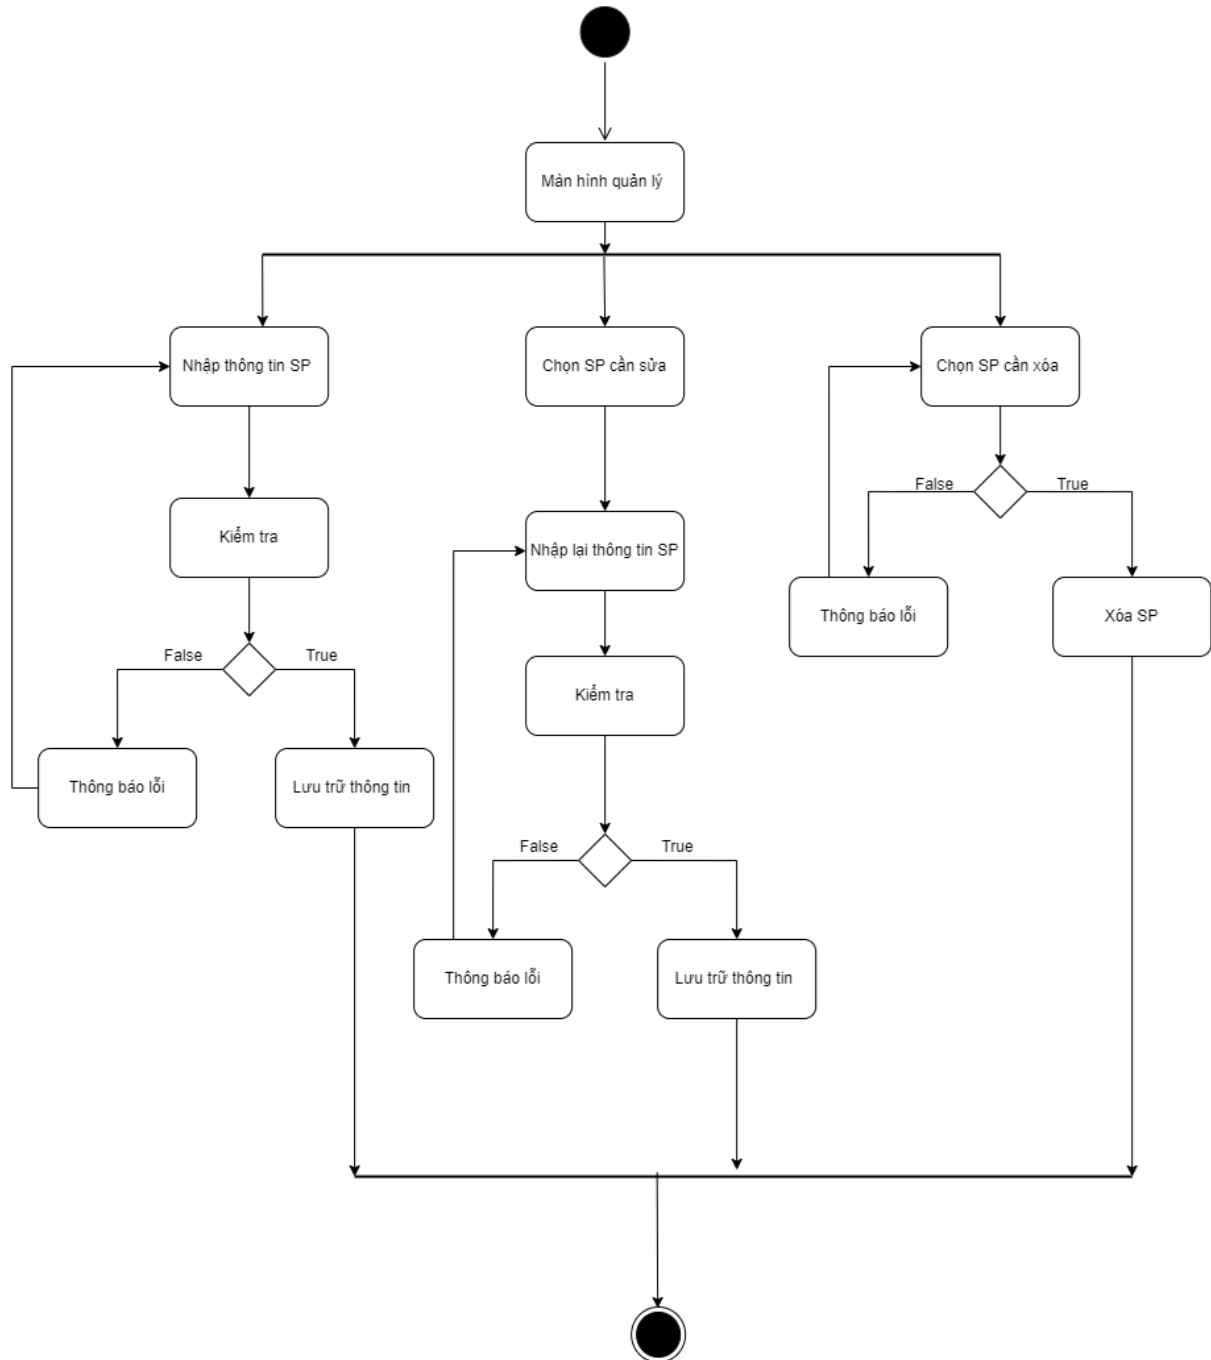 Màn hình quản lý
Nhập thông tin SP
Chọn SP cần sửa
Chọn SP cần xóa
False
True
Kiểm tra
Nhập lại thông tin SP
Thông báo lỗi
Xóa SP
False
True
Kiểm tra
Thông báo lỗi
Lưu trữ thông tin
False
True
Thông báo lỗi
Lưu trữ thông tin